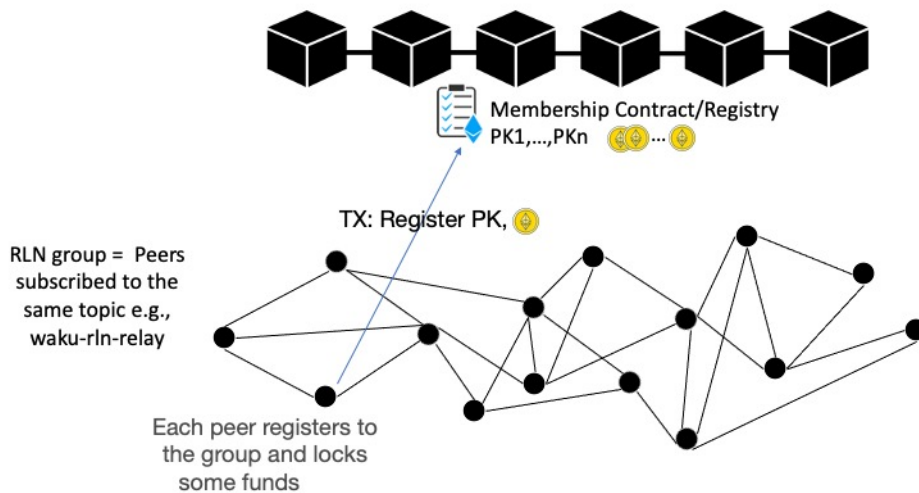 Membership Contract/Registry
PK1,...,PKn ...
TX: Register PK,
RLN group = Peers
subscribed to the
same topic e.g.,
waku-rln-relay
Each peer registers to
the group and locks
some funds